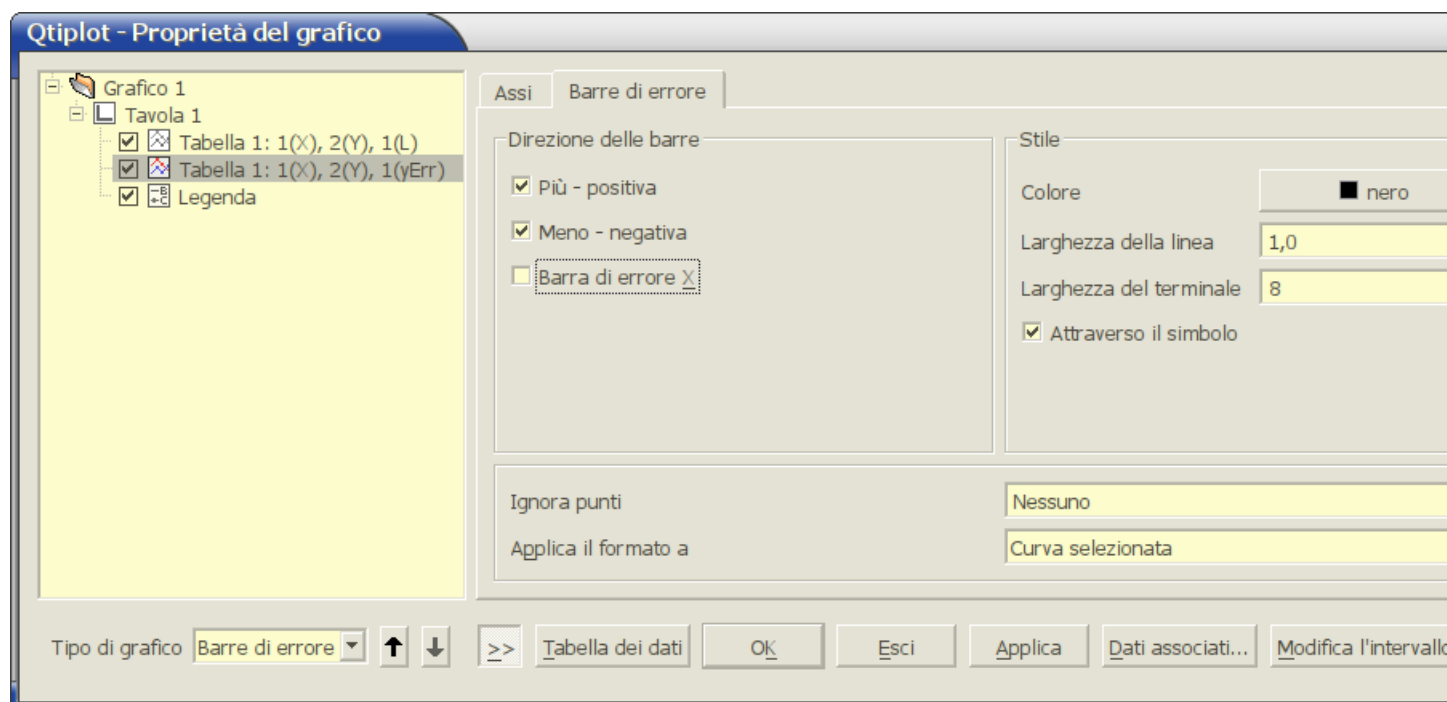 Qtiplot - Proprietà del grafico
Grafico 1
Tavola 1
Tabella 1: 1(X), 2(Y), 1(L)
Tabella 1: 1(X), 2(Y), 1(yErr)
Legenda
Assi
Barre di errore
Direzione delle barre
Più - positiva
Meno - negativa
Barra di errore X
Stile
Colore
nero
Larghezza della linea
1,0
Larghezza del terminale
8
Attraverso il simbolo
Ignora punti
Nessuno
Applica il formato a
Curva selezionata
Tipo di grafico
Barre di errore
>>
Tabella dei dati
OK
Esci
Applica
Dati associati...
Modifica l'intervallo